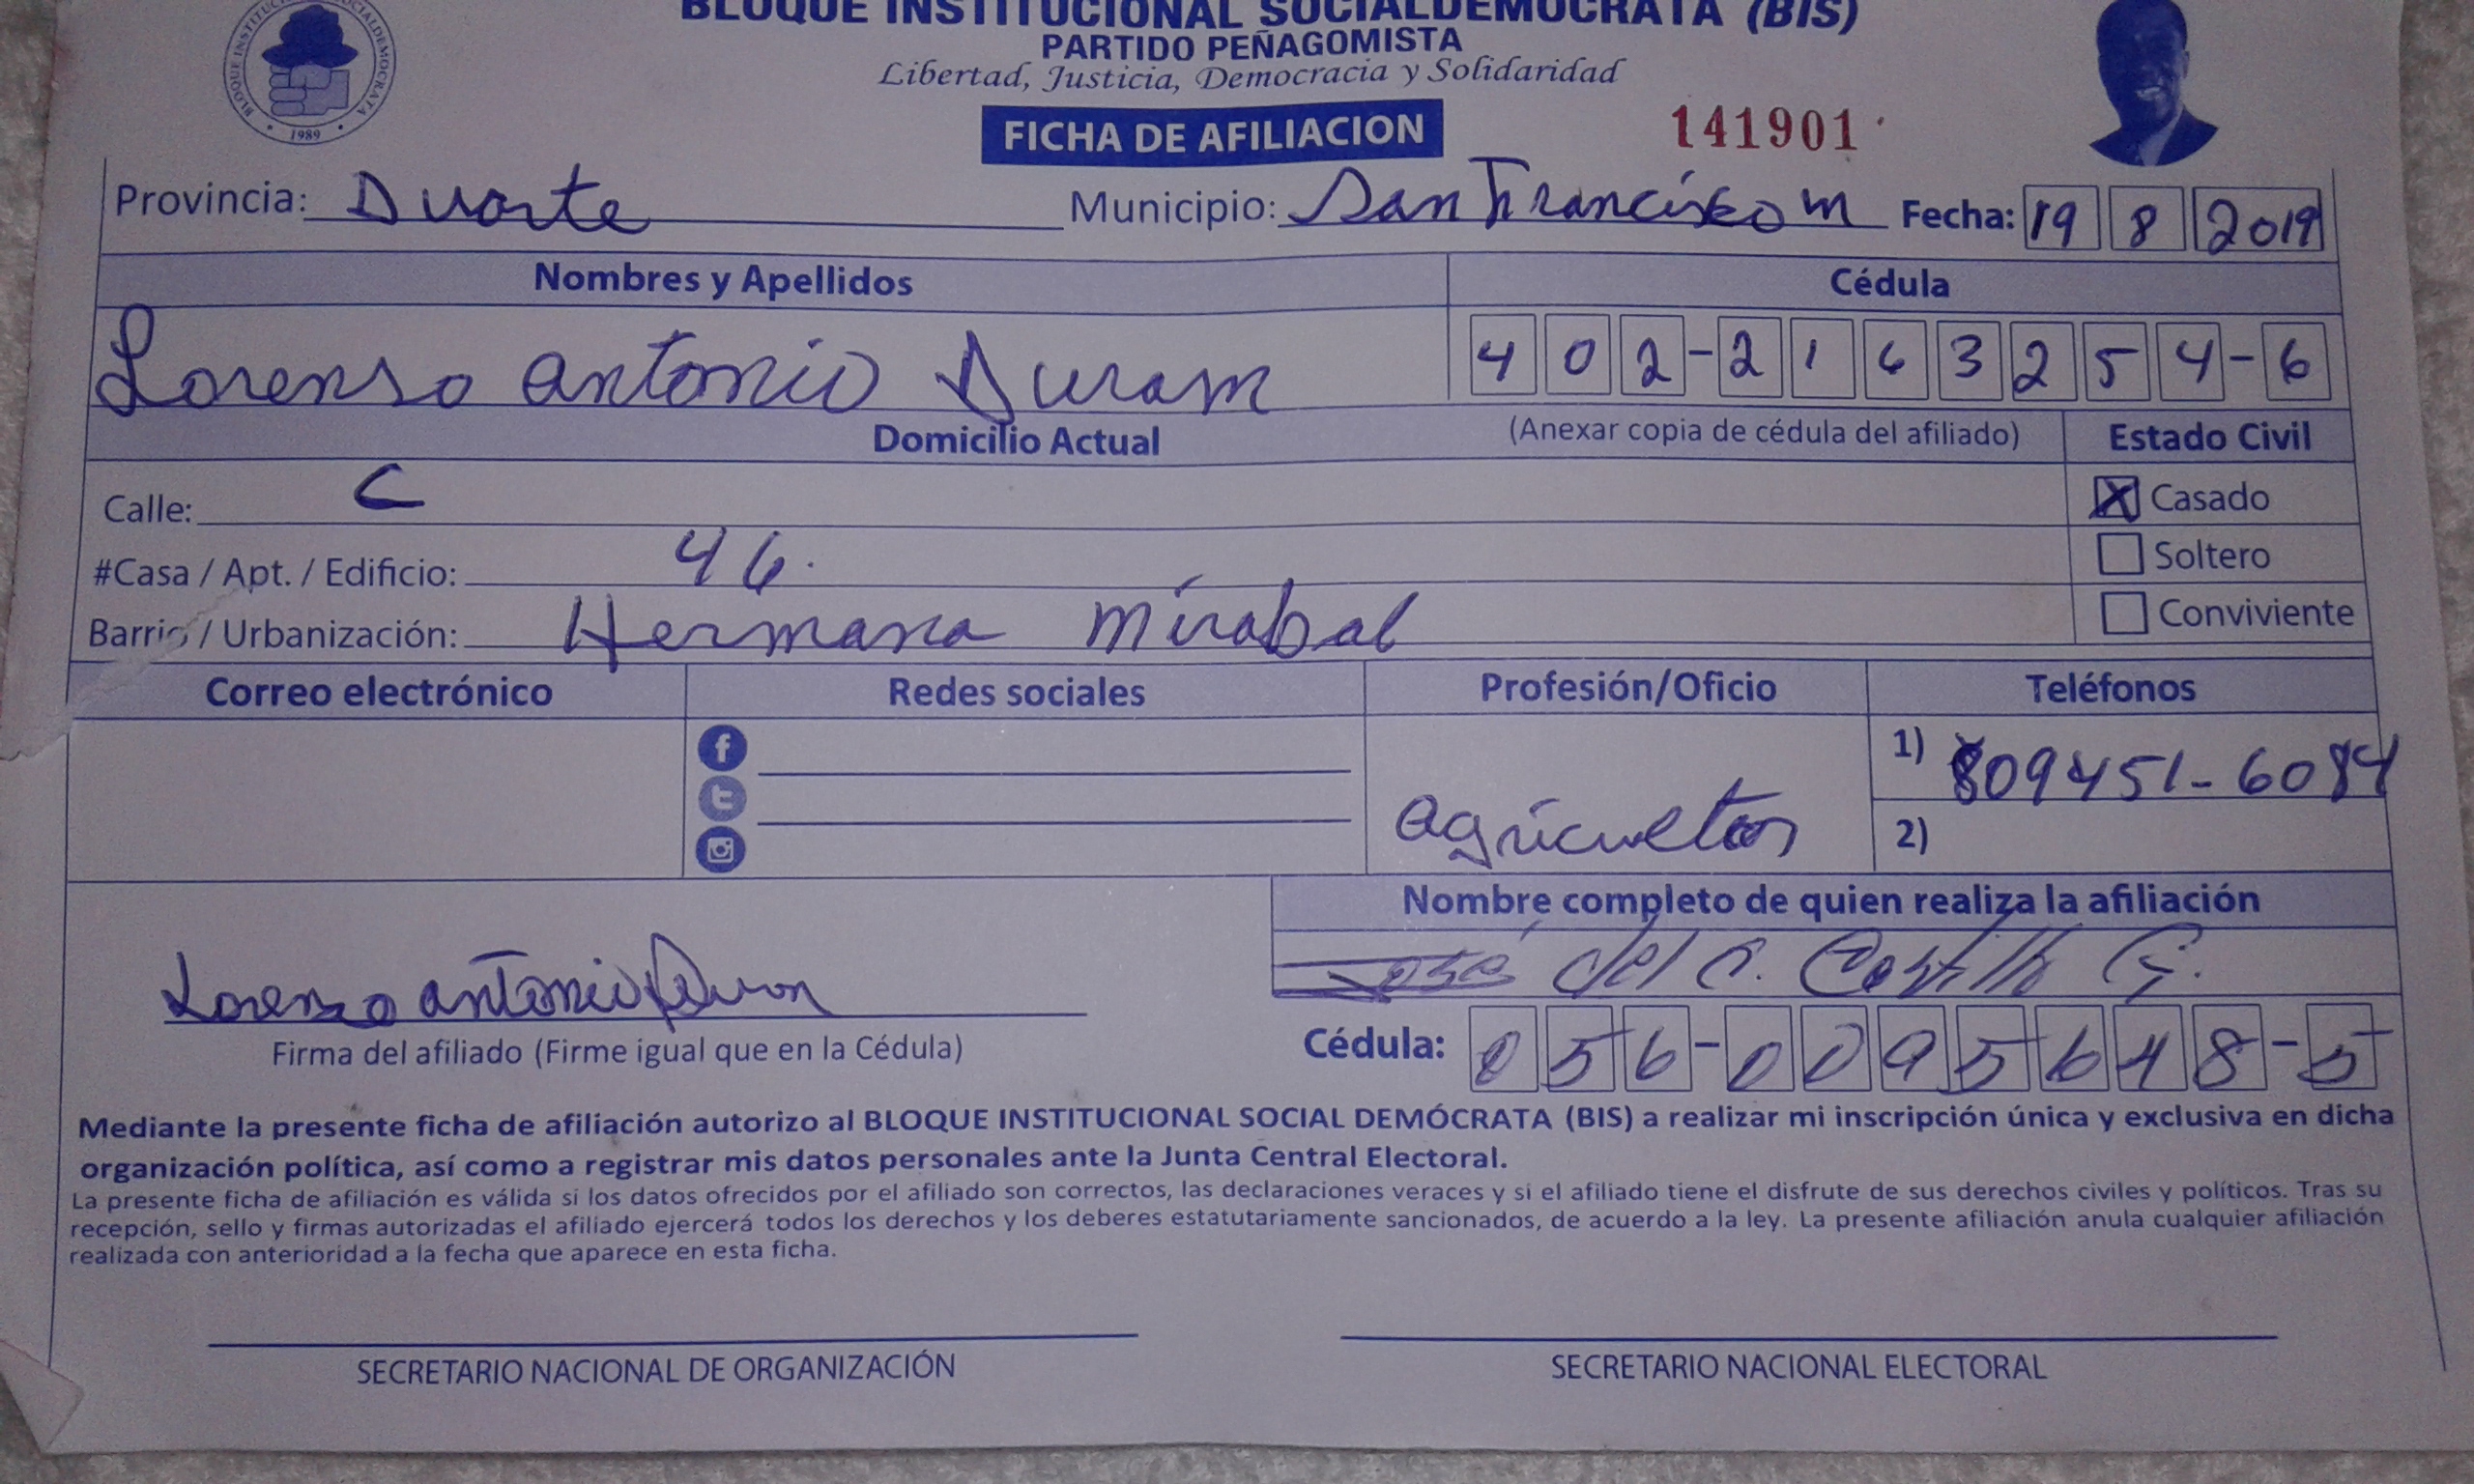 BLOQUE INSTITUCIONAL SOCIALDEMOCRATA (BIS)
PARTIDO PEÑAGOMISTA
Libertad, Justicia, Democracia y Solidaridad
BLOQUE INSTITUCIONAL SOCIALDEMOCRATA
1989
FICHA DE AFILIACION 141901
Provincia: Duarte Municipio: San Francisco m Fecha: 19 8 2019
Nombres y Apellidos Cédula
Lorenso antonio Duram 402-2163254-6
Domicilio Actual (Anexar copia de cédula del afiliado) Estado Civil
Calle: C X Casado
#Casa / Apt. / Edificio: 46. Soltero
Barrio / Urbanización: Hermana mirabal Conviviente
Correo electrónico Redes sociales Profesión/Oficio Teléfonos
1) 809451-6084
agricultor
2)
Nombre completo de quien realiza la afiliación
José del C. Castillo G.
Lorenso antonio Duran
Firma del afiliado (Firme igual que en la Cédula) Cédula: 056-0095648-5
Mediante la presente ficha de afiliación autorizo al BLOQUE INSTITUCIONAL SOCIAL DEMÓCRATA (BIS) a realizar mi inscripción única y exclusiva en dicha
organización política, así como a registrar mis datos personales ante la Junta Central Electoral.
La presente ficha de afiliación es válida si los datos ofrecidos por el afiliado son correctos, las declaraciones veraces y si el afiliado tiene el disfrute de sus derechos civiles y políticos. Tras su
recepción, sello y firmas autorizadas el afiliado ejercerá todos los derechos y los deberes estatutariamente sancionados, de acuerdo a la ley. La presente afiliación anula cualquier afiliación
realizada con anterioridad a la fecha que aparece en esta ficha.
SECRETARIO NACIONAL DE ORGANIZACIÓN SECRETARIO NACIONAL ELECTORAL